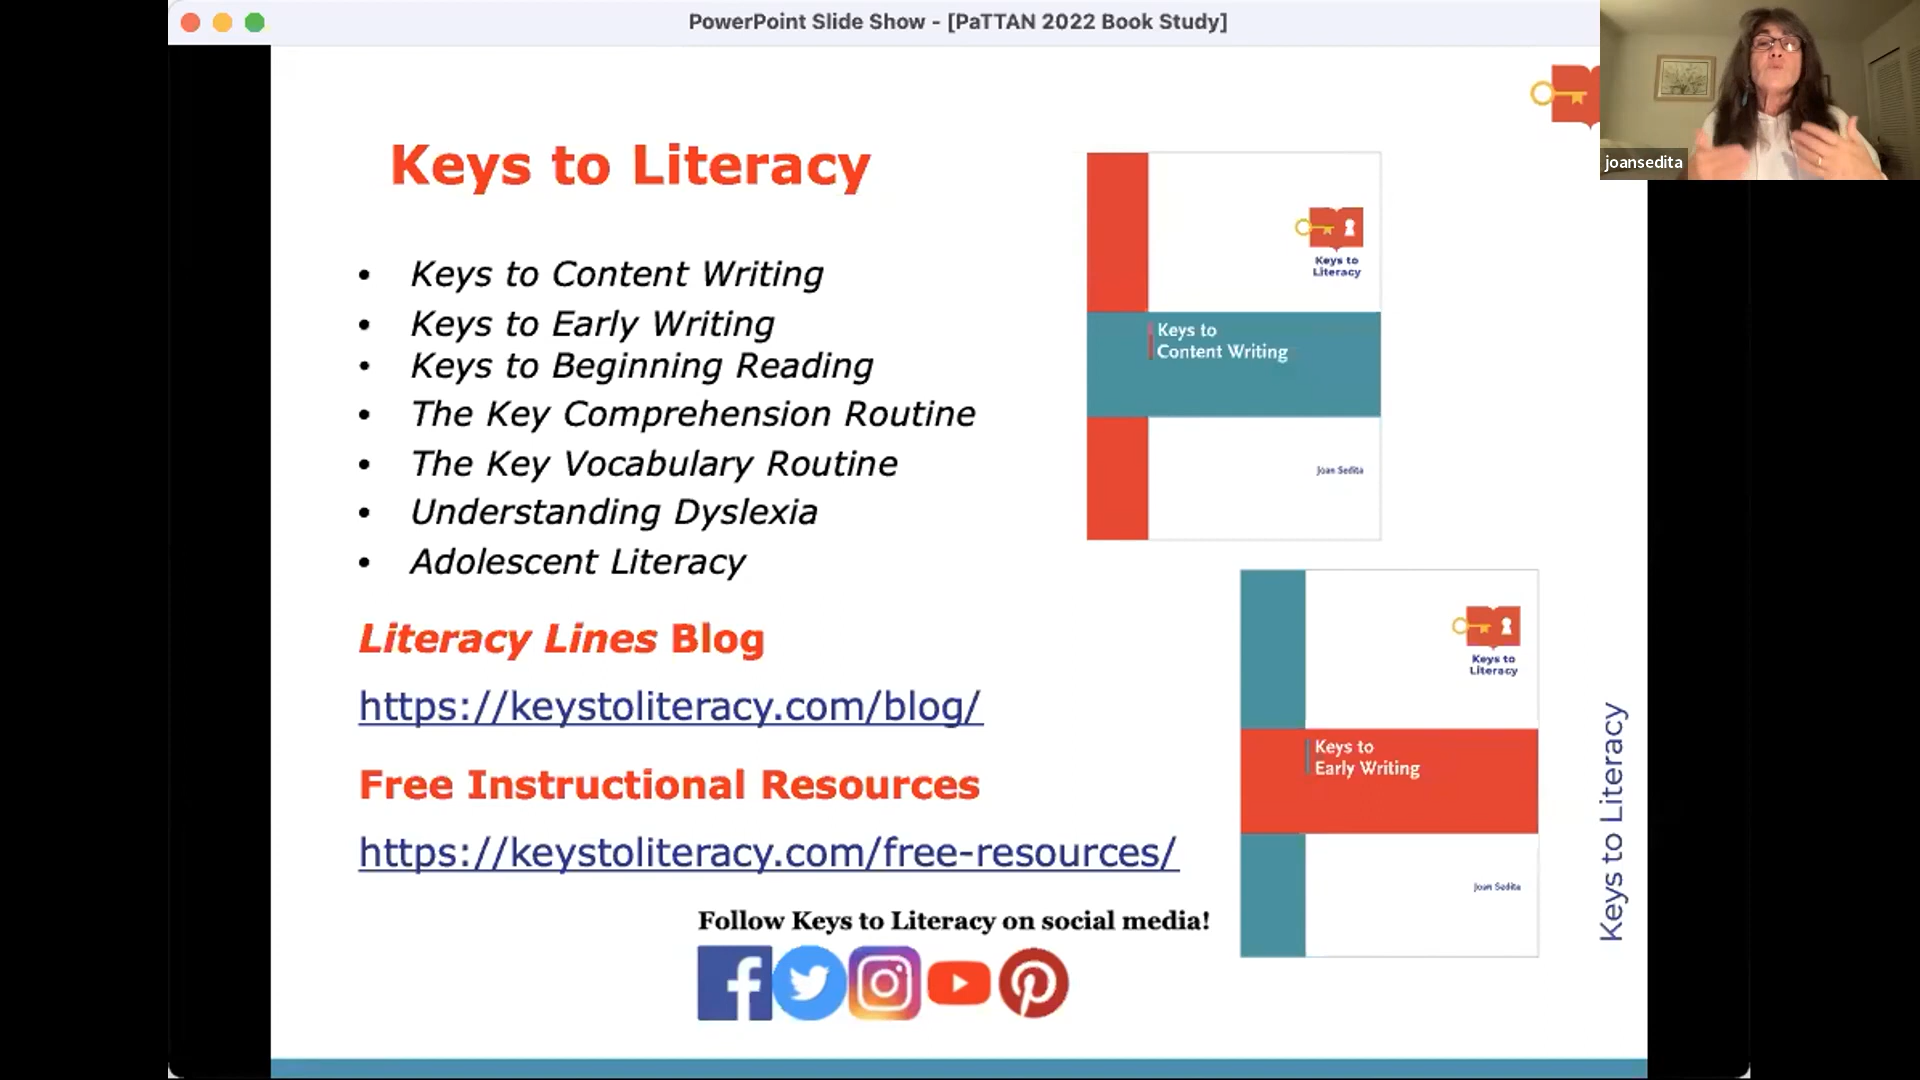 PowerPoint Slide Show - [PaTTAN 2022 Book Study]
joansedita
Keys to Literacy
• Keys to Content Writing
• Keys to Early Writing
• Keys to Beginning Reading
• The Key Comprehension Routine
• The Key Vocabulary Routine
• Understanding Dyslexia
• Adolescent Literacy
Literacy Lines Blog
https://keystoliteracy.com/blog/
Free Instructional Resources
https://keystoliteracy.com/free-resources/
Follow Keys to Literacy on social media!
Keys to
Literacy
Keys to
Content Writing
Joan Sedita
Keys to
Literacy
Keys to
Early Writing
Joan Sedita
Keys to Literacy